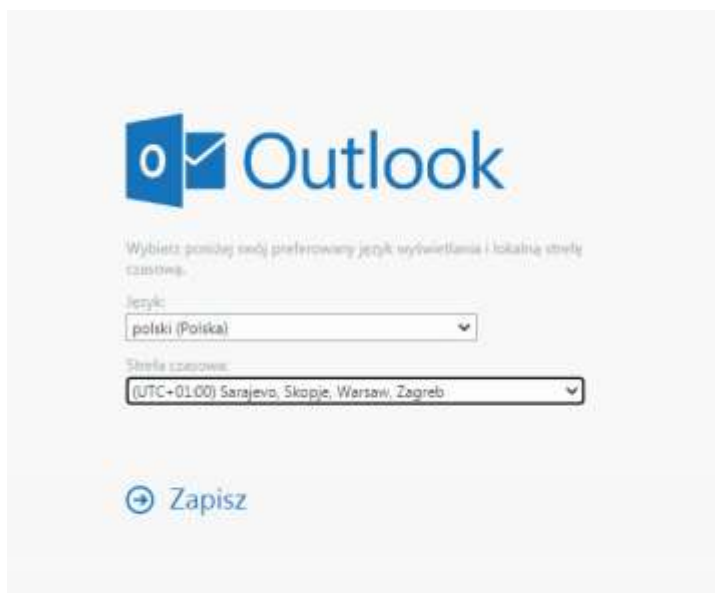 Outlook
Wybierz poniżej swój preferowany język wyświetlania i lokalną strefę
czasową.
Język:
polski (Polska)
Strefa czasowa:
(UTC+01:00) Sarajevo, Skopje, Warsaw, Zagreb
Zapisz